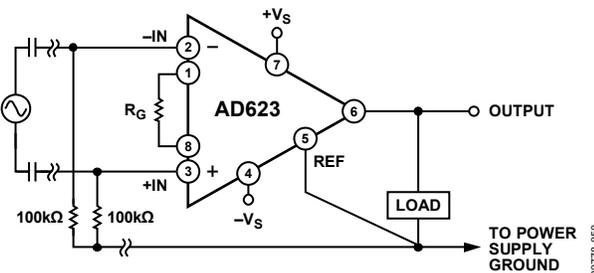 +VS
–IN
2
–
7
1
RG
AD623
6
OUTPUT
8
5
REF
3
+
4
+IN
–VS
100kΩ
100kΩ
LOAD
TO POWER
SUPPLY
GROUND